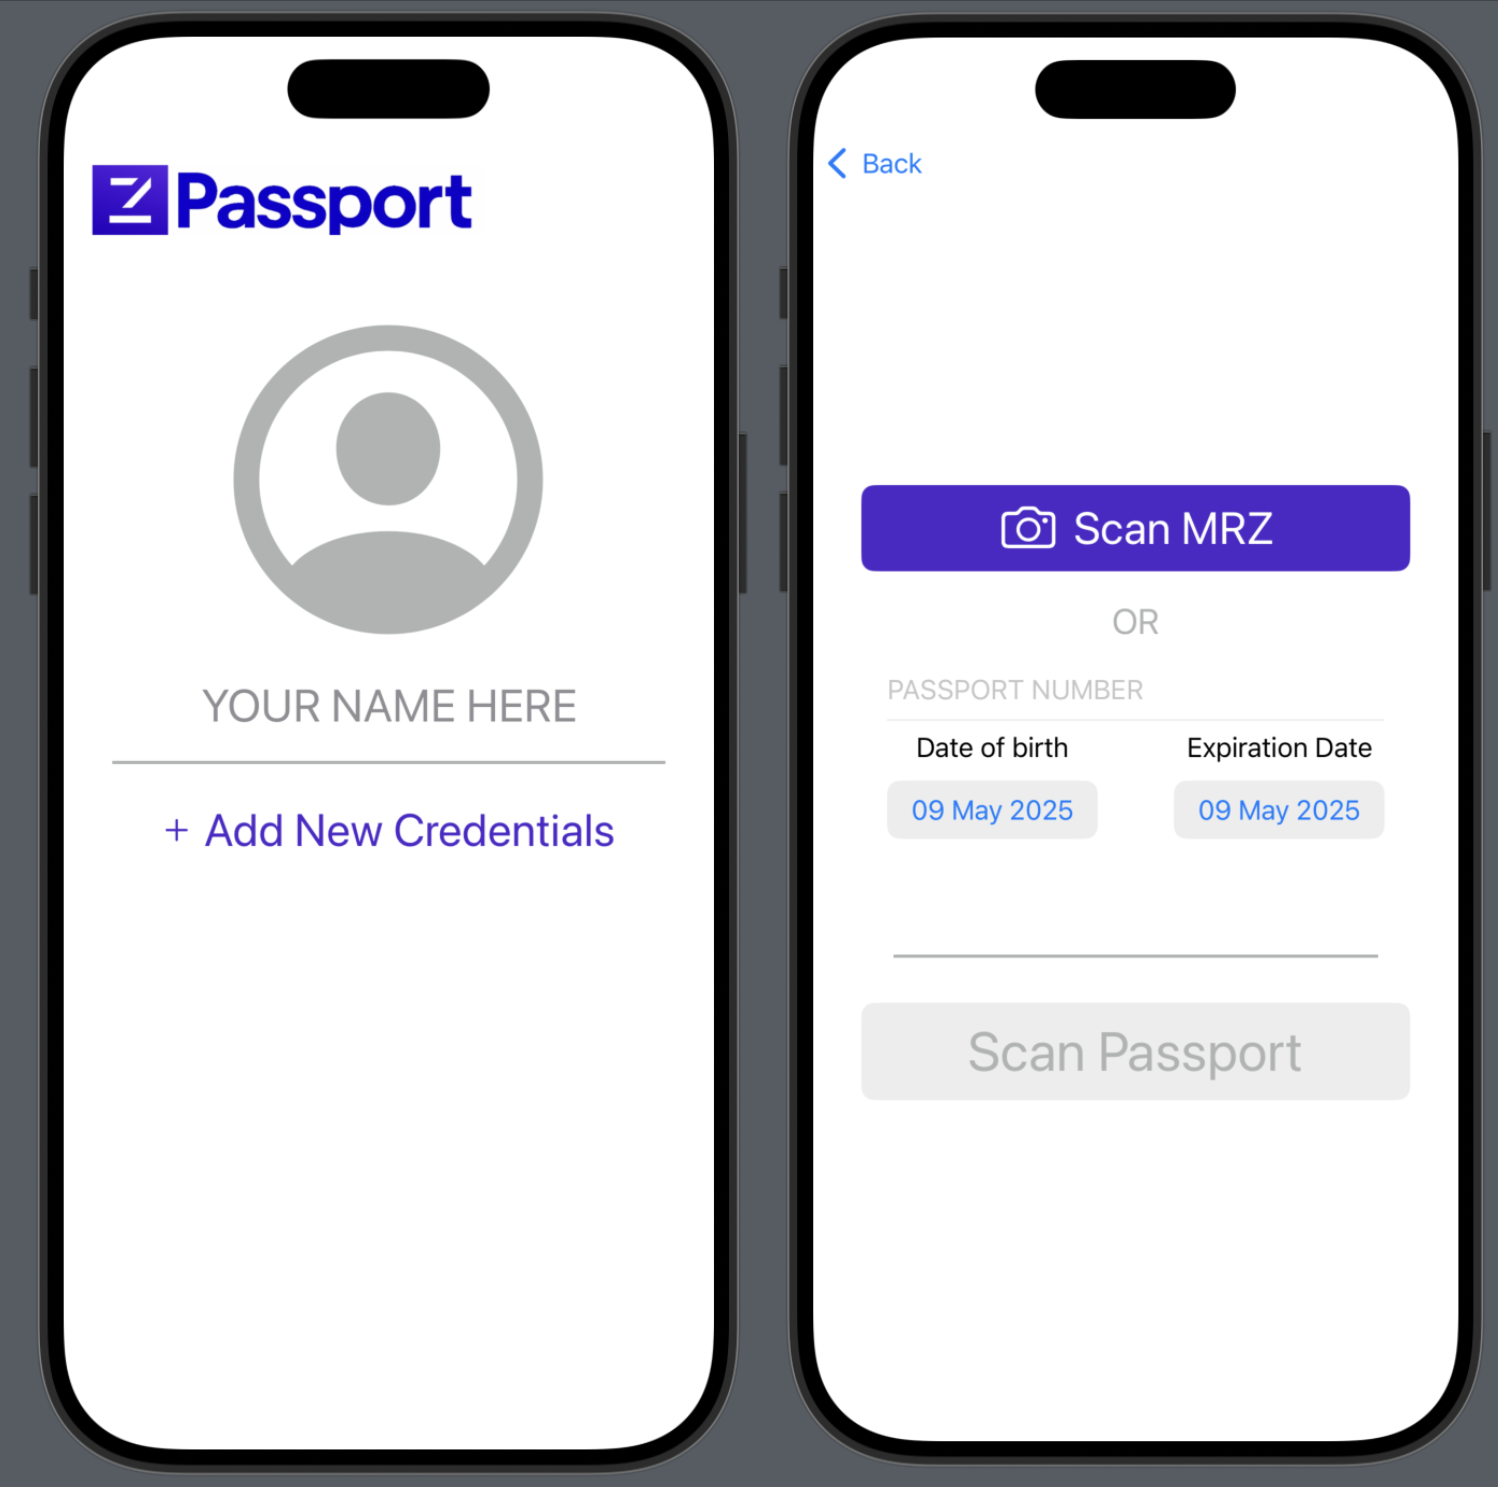 Passport
YOUR NAME HERE
+ Add New Credentials
Back
Scan MRZ
OR
PASSPORT NUMBER
Date of birth
Expiration Date
09 May 2025
09 May 2025
Scan Passport